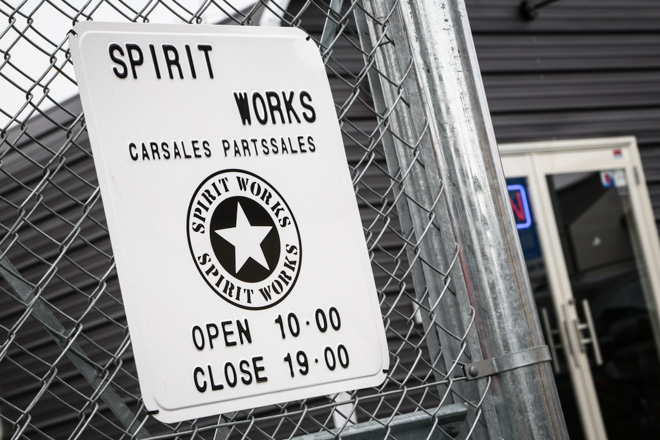 SPIRIT
WORKS
CARSALES PARTSSALES
SPIRIT WORKS
SPIRIT WORKS
OPEN 10·00
CLOSE 19·00